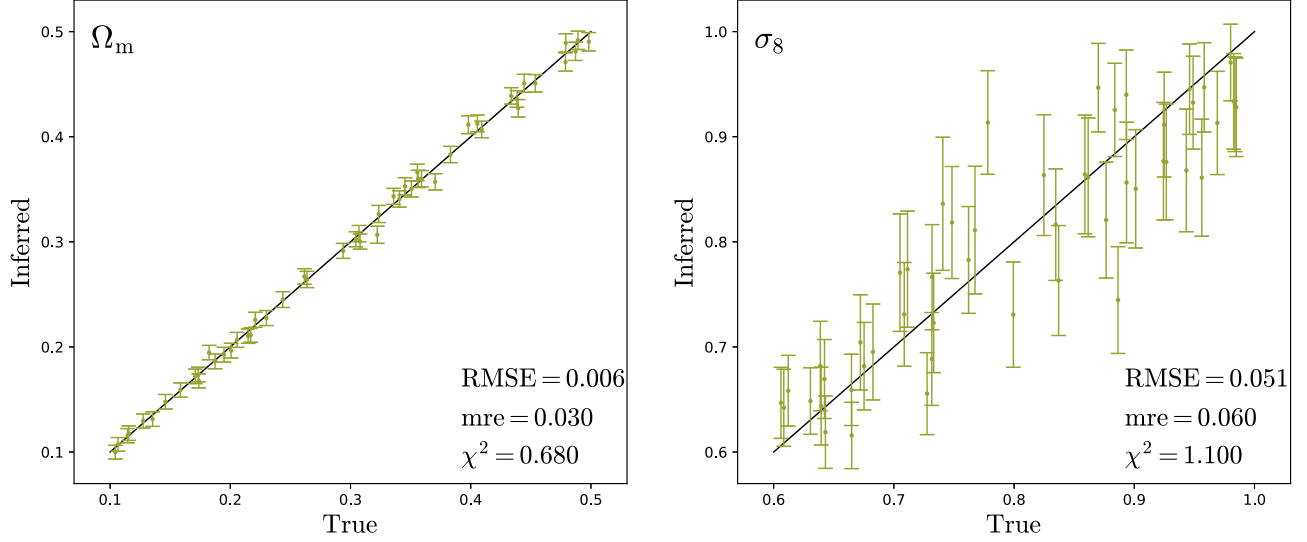 Ω_m
0.5
0.4
0.3
0.2
0.1
Inferred
RMSE = 0.006
mre = 0.030
χ² = 0.680
0.1 0.2 0.3 0.4 0.5
True
σ_8
1.0
0.9
0.8
0.7
0.6
Inferred
RMSE = 0.051
mre = 0.060
χ² = 1.100
0.6 0.7 0.8 0.9 1.0
True